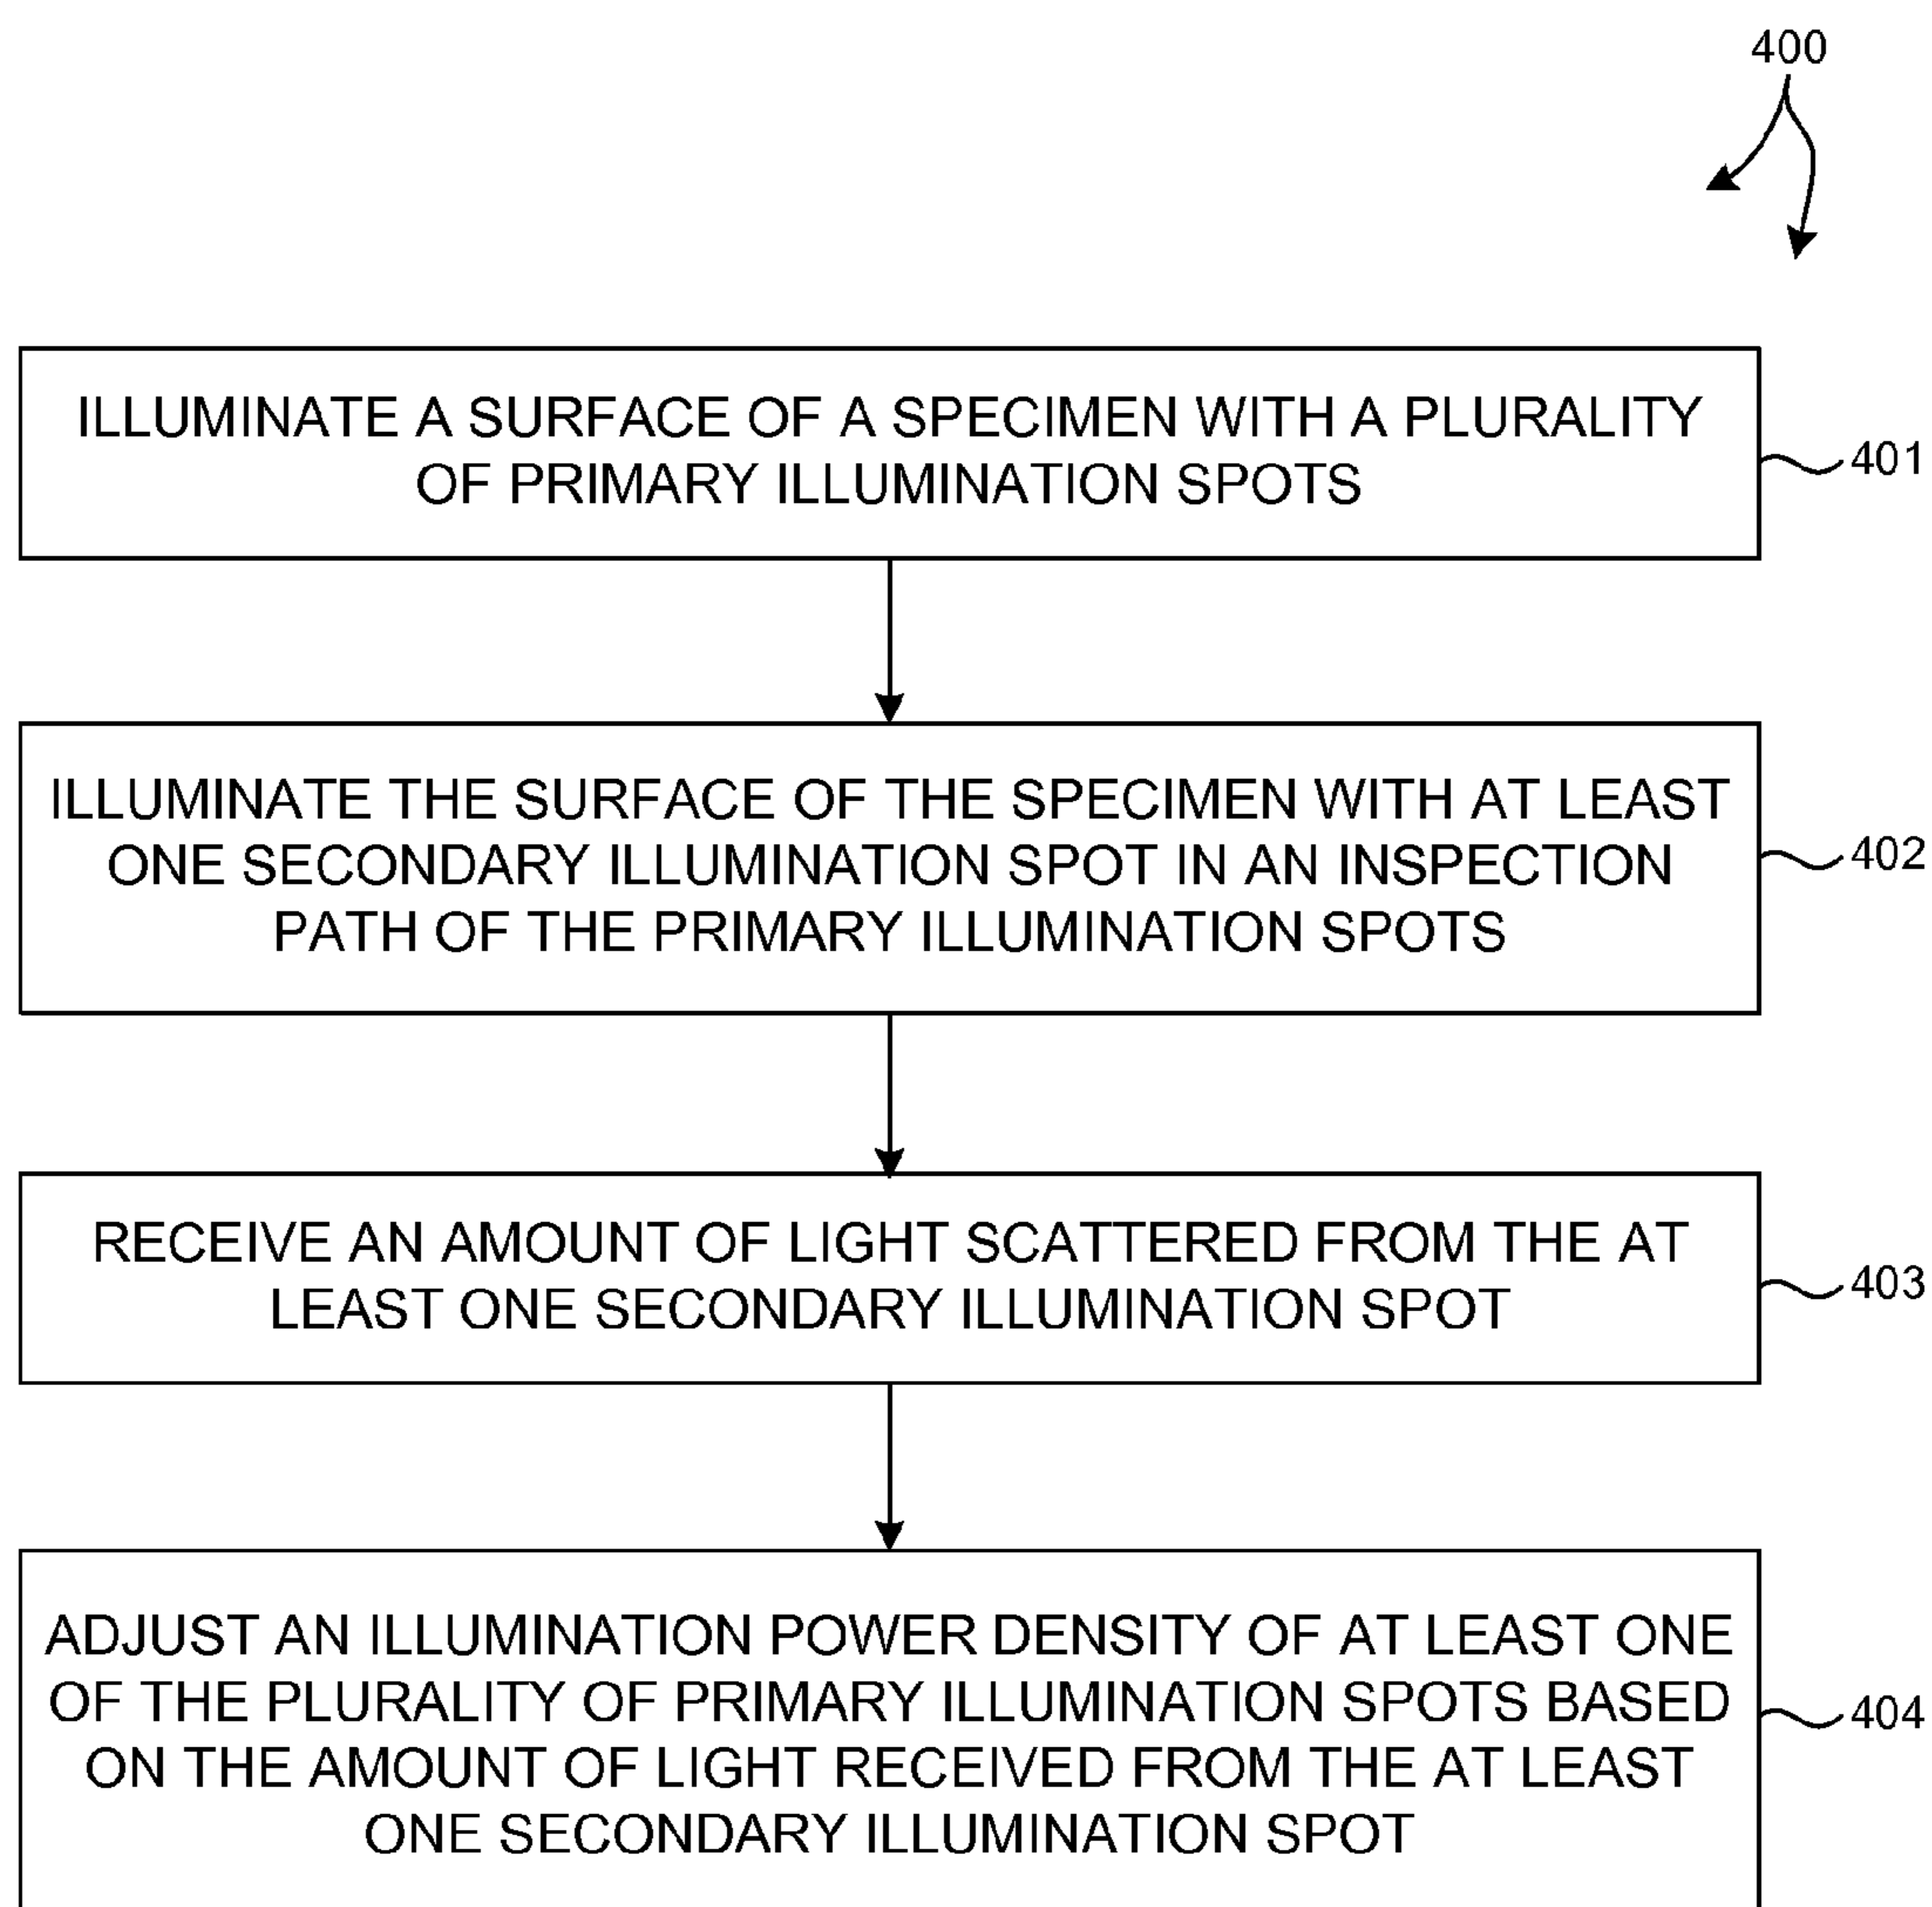 400
ILLUMINATE A SURFACE OF A SPECIMEN WITH A PLURALITY
OF PRIMARY ILLUMINATION SPOTS
401
ILLUMINATE THE SURFACE OF THE SPECIMEN WITH AT LEAST
ONE SECONDARY ILLUMINATION SPOT IN AN INSPECTION
PATH OF THE PRIMARY ILLUMINATION SPOTS
402
RECEIVE AN AMOUNT OF LIGHT SCATTERED FROM THE AT
LEAST ONE SECONDARY ILLUMINATION SPOT
403
ADJUST AN ILLUMINATION POWER DENSITY OF AT LEAST ONE
OF THE PLURALITY OF PRIMARY ILLUMINATION SPOTS BASED
ON THE AMOUNT OF LIGHT RECEIVED FROM THE AT LEAST
ONE SECONDARY ILLUMINATION SPOT
404